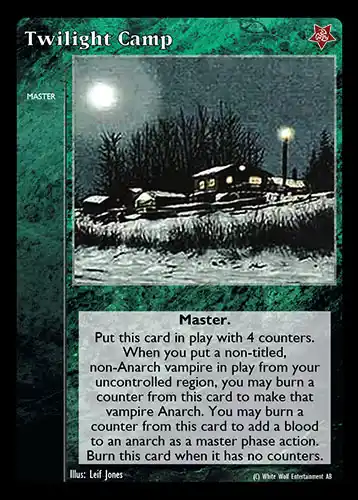 Twilight Camp
MASTER
Master.
Put this card in play with 4 counters.
When you put a non-titled,
non-Anarch vampire in play from your
uncontrolled region, you may burn a
counter from this card to make that
vampire Anarch. You may burn a
counter from this card to add a blood
to an anarch as a master phase action.
Burn this card when it has no counters.
Illus: Leif Jones
(C) White Wolf Entertainment AB